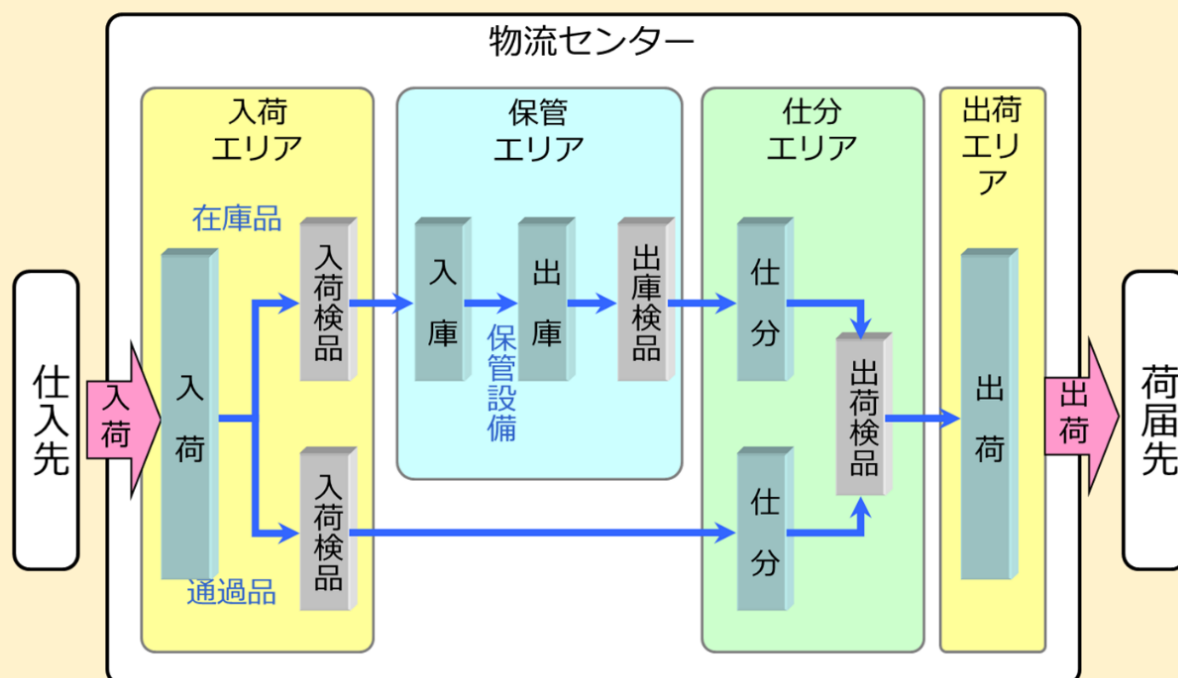 物流センター
入荷
エリア
保管
エリア
仕分
エリア
出荷
エリ
ア
仕入先
入荷
入荷
在庫品
入荷検品
通過品
入荷検品
入庫
保管設備
出庫
出庫検品
仕分
仕分
出荷検品
出荷
出荷
荷届先